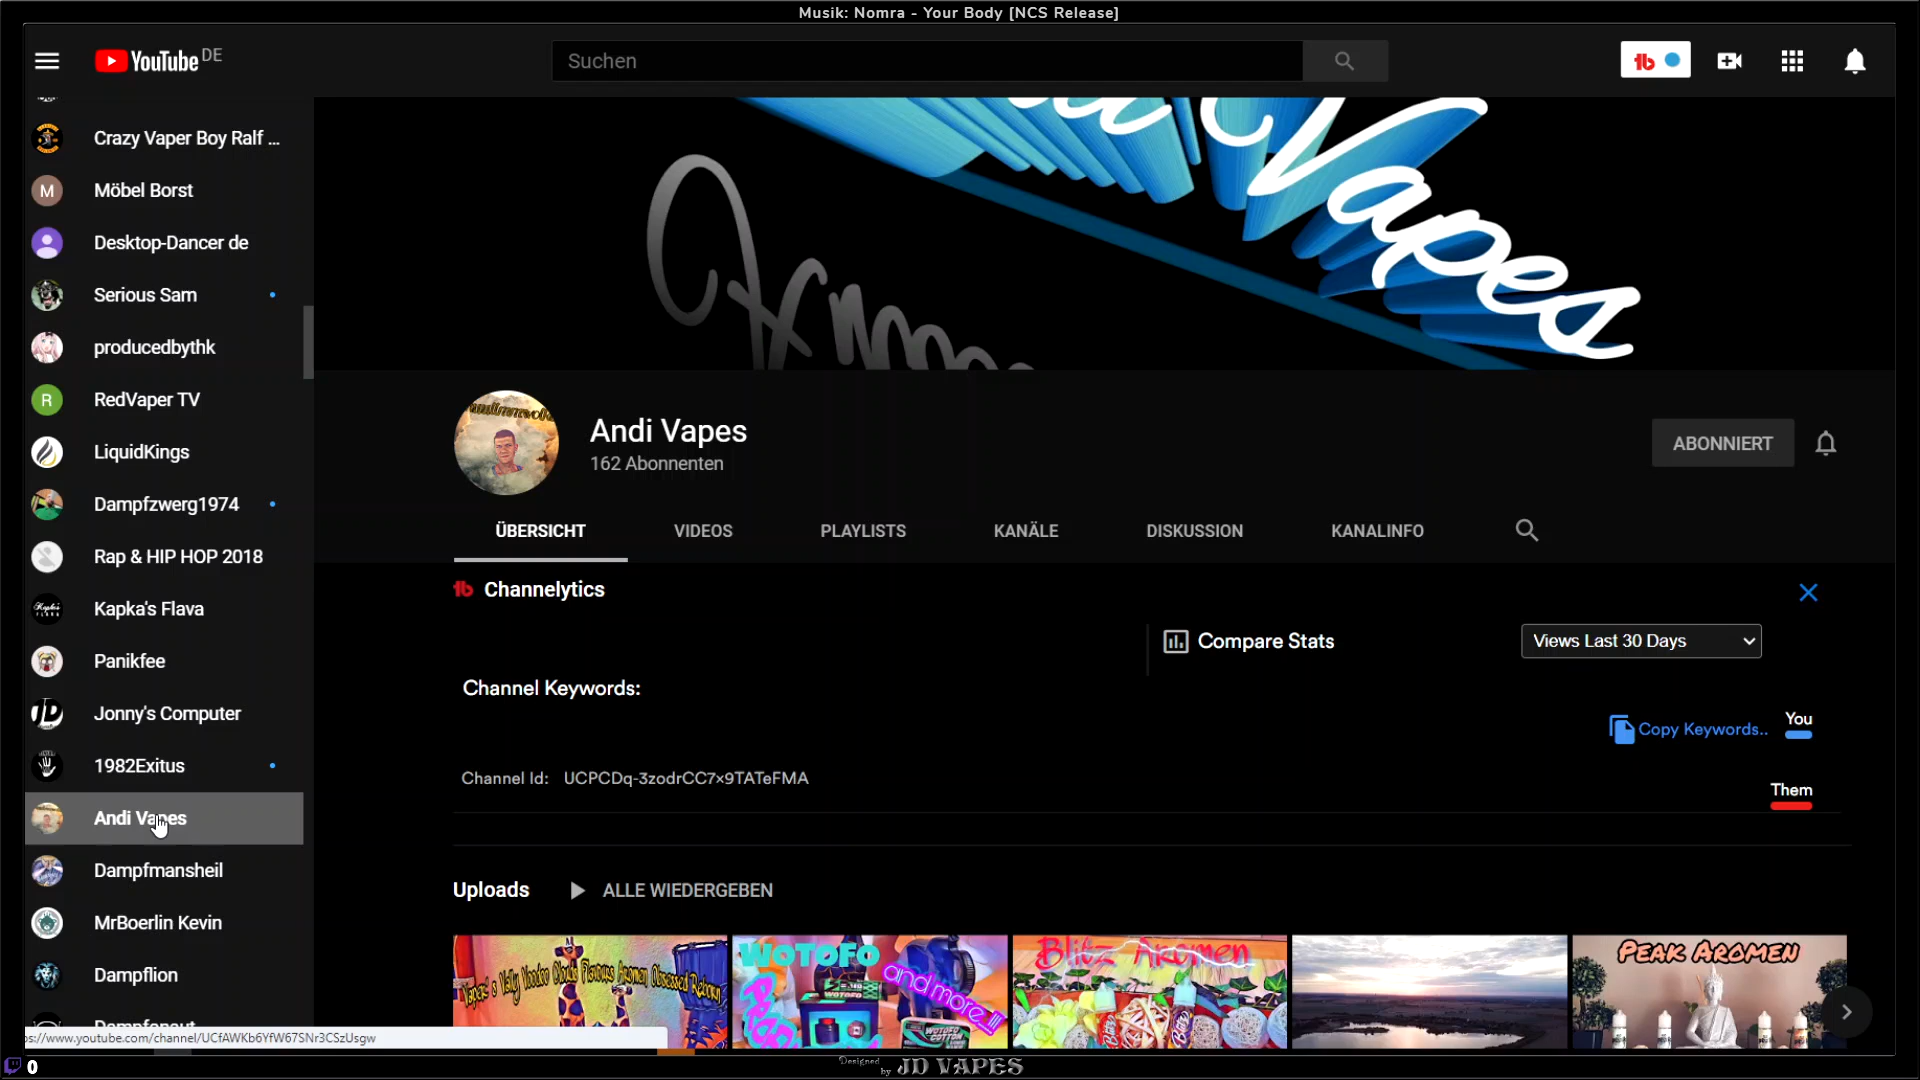 Musik: Nomra - Your Body [NCS Release]
YouTube DE
Suchen
Crazy Vaper Boy Ralf ...
M Möbel Borst
Desktop-Dancer de
Serious Sam
producedbythk
R RedVaper TV
LiquidKings
Dampfzwerg1974
Rap & HIP HOP 2018
Kapka's Flava
Panikfee
Jonny's Computer
1982Exitus
Andi Vapes
Dampfmansheil
MrBoerlin Kevin
Dampflion
Vapes
Andi Vapes
162 Abonnenten
ABONNIERT
ÜBERSICHT
VIDEOS
PLAYLISTS
KANÄLE
DISKUSSION
KANALINFO
Channelytics
Compare Stats
Views Last 30 Days
Channel Keywords:
Copy Keywords..
You
Channel Id: UCPCDq-3zodrCC7x9TATeFMA
Them
Uploads
ALLE WIEDERGEBEN
WOTOFO
and more..!!
Blitz Aromen
PEAK AROMEN
s://www.youtube.com/channel/UCfAWKb6YfW67SNr3CSzUsgw
0
Designed by JD VAPES